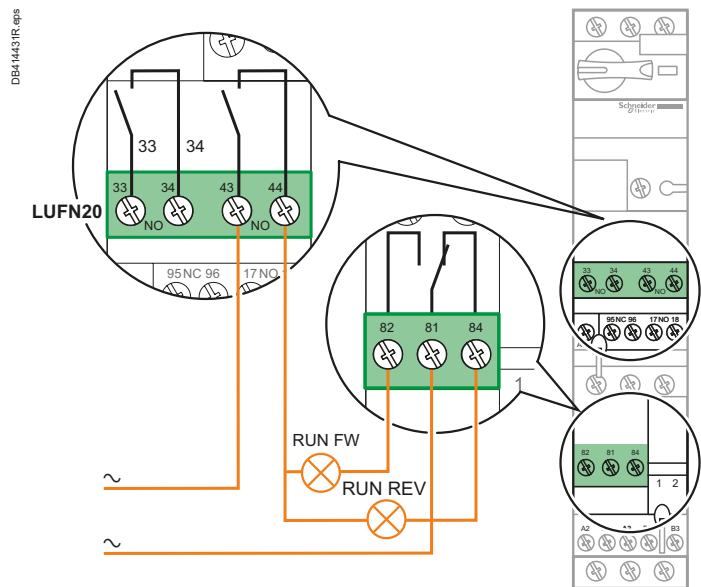 DB414431R.eps
33 34
33 34 43 44
LUFN20
NO NO
95 NC 96 17 NO
82 81 84
1
RUN FW
RUN REV
~
~
Schneider
Electric
33 34 43 44
NO NO
95 NC 96 17 NO 18
82 81 84
1 2
A2 B3